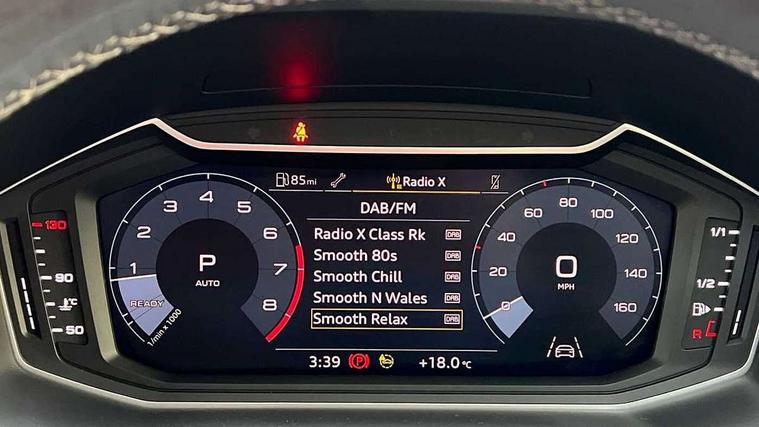 85mi
Radio X
DAB/FM
Radio X Class Rk DAB
Smooth 80s DAB
Smooth Chill DAB
Smooth N Wales DAB
Smooth Relax DAB
3:39 P +18.0°C
1 2 3 4 5 6 7 8
P
AUTO
READY
1/min x 1000
0 20 40 60 80 100 120 140 160
0
MPH
130
90
°C
50
1/1
1/2
R